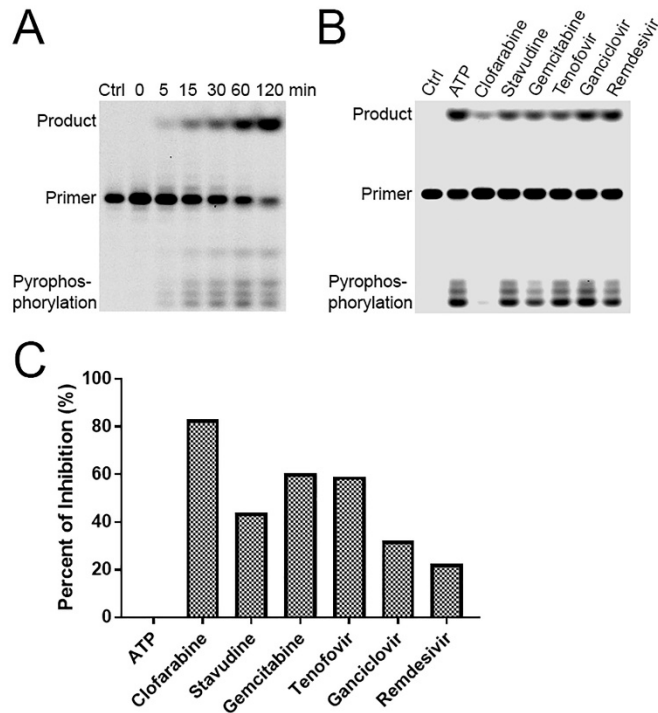 A
Ctrl 0 5 15 30 60 120 min
Product
Primer
Pyrophos-
phorylation
B
Ctrl
ATP
Clofarabine
Stavudine
Gemcitabine
Tenofovir
Ganciclovir
Remdesivir
Product
Primer
Pyrophos-
phorylation
C
Percent of Inhibition (%)
100
80
60
40
20
0
ATP
Clofarabine
Stavudine
Gemcitabine
Tenofovir
Ganciclovir
Remdesivir